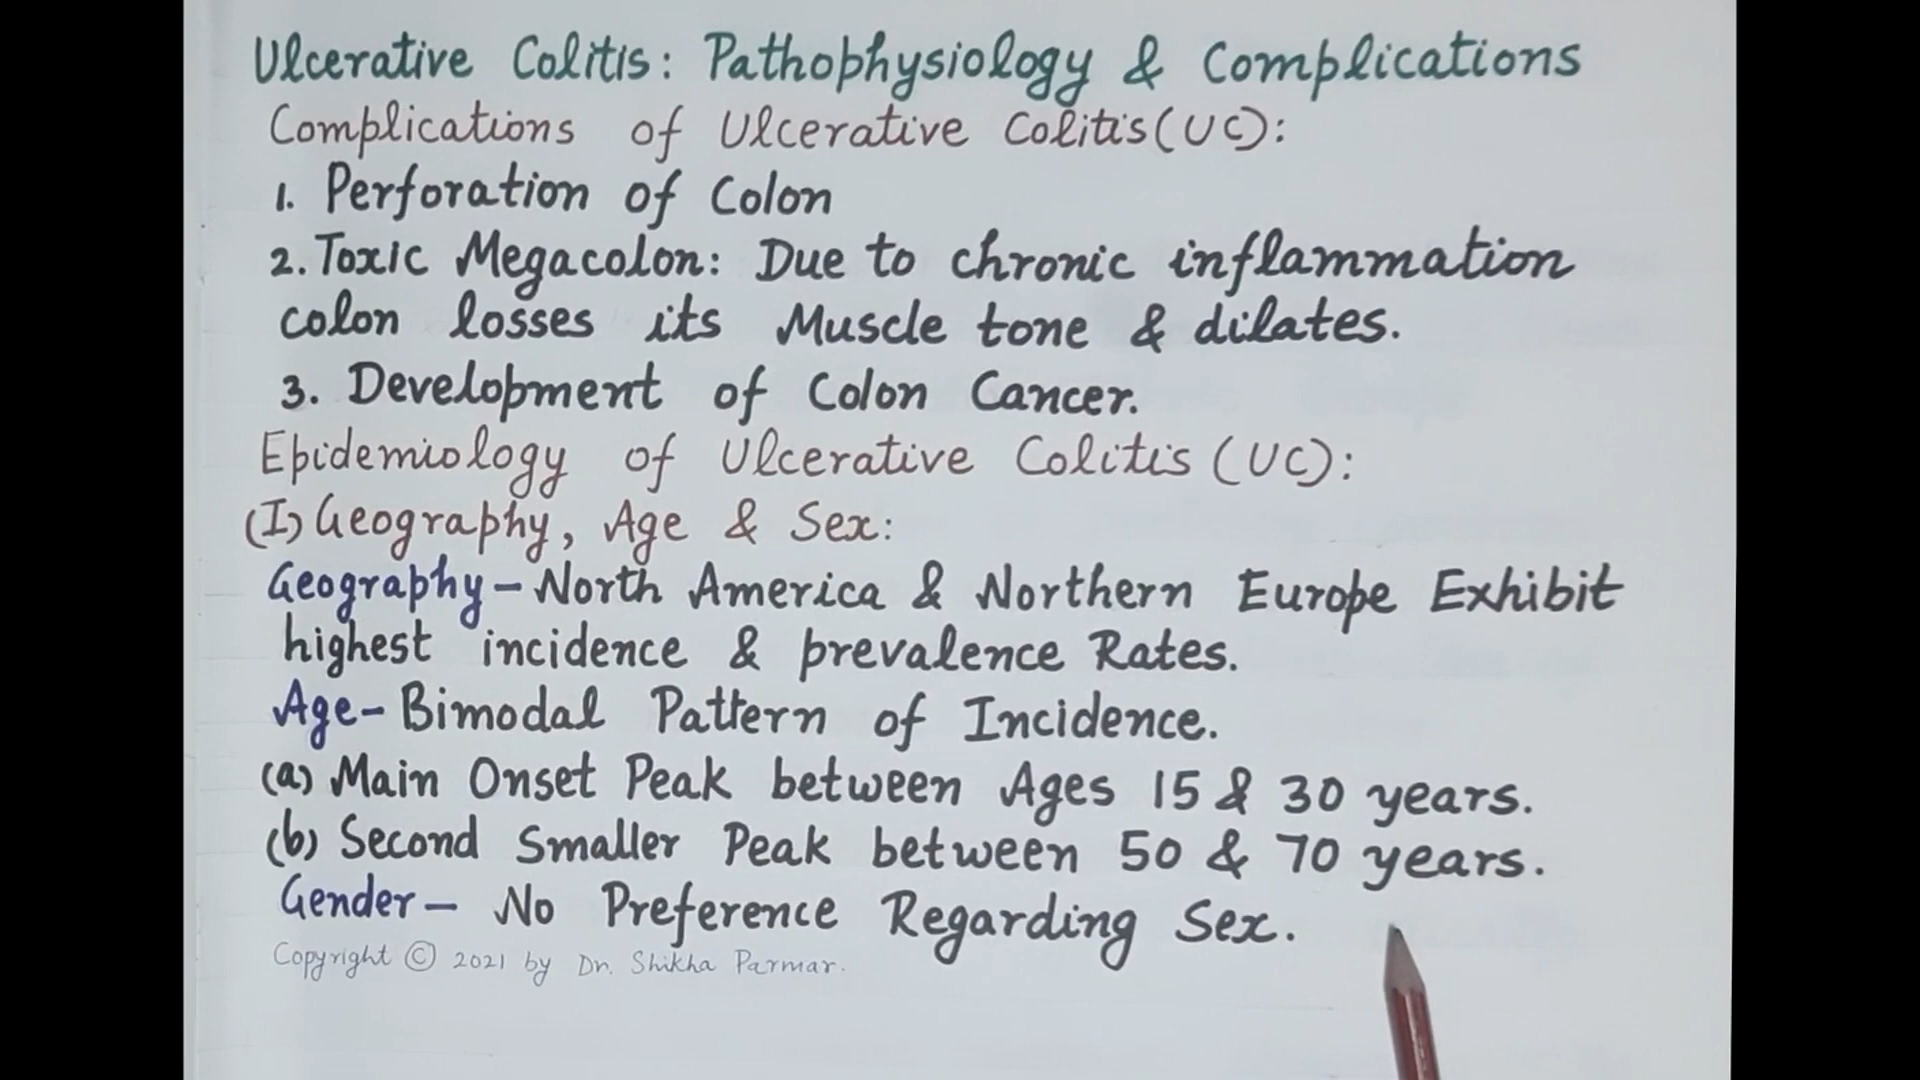 Ulcerative Colitis: Pathophysiology & Complications
Complications of Ulcerative Colitis (UC):
1. Perforation of Colon
2. Toxic Megacolon: Due to chronic inflammation
colon losses its Muscle tone & dilates.
3. Development of Colon Cancer.
Epidemiology of Ulcerative Colitis (UC):
(I) Geography, Age & Sex:
Geography - North America & Northern Europe Exhibit
highest incidence & prevalence Rates.
Age - Bimodal Pattern of Incidence.
(a) Main Onset Peak between Ages 15 & 30 years.
(b) Second Smaller Peak between 50 & 70 years.
Gender - No Preference Regarding Sex.
Copyright © 2021 by Dr. Shikha Parmar.